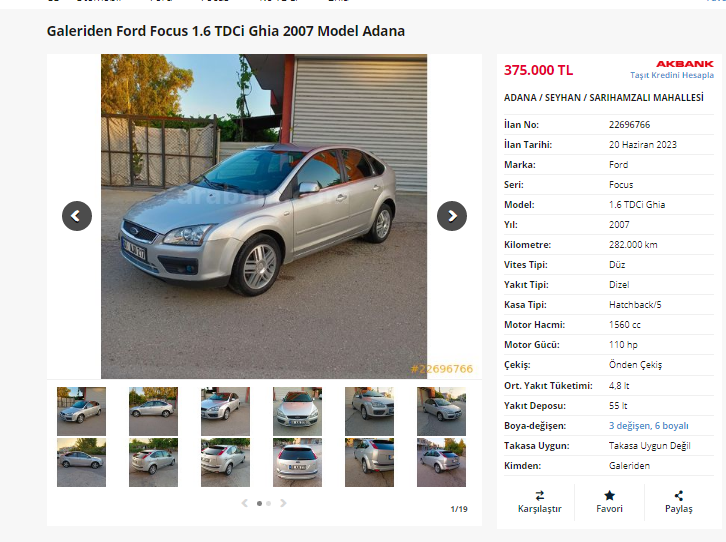 Galeriden Ford Focus 1.6 TDCi Ghia 2007 Model Adana
375.000 TL
AKBANK
Taşıt Kredini Hesapla
ADANA / SEYHAN / SARIHAMZALI MAHALLESİ
İlan No: 22696766
İlan Tarihi: 20 Haziran 2023
Marka: Ford
Seri: Focus
Model: 1.6 TDCi Ghia
Yıl: 2007
Kilometre: 282.000 km
Vites Tipi: Düz
Yakıt Tipi: Dizel
Kasa Tipi: Hatchback/5
Motor Hacmi: 1560 cc
Motor Gücü: 110 hp
Çekiş: Önden Çekiş
Ort. Yakıt Tüketimi: 4,8 lt
Yakıt Deposu: 55 lt
Boya-değişen: 3 değişen, 6 boyalı
Takasa Uygun: Takasa Uygun Değil
Kimden: Galeriden
#22696766
1/19
Karşılaştır Favori Paylaş